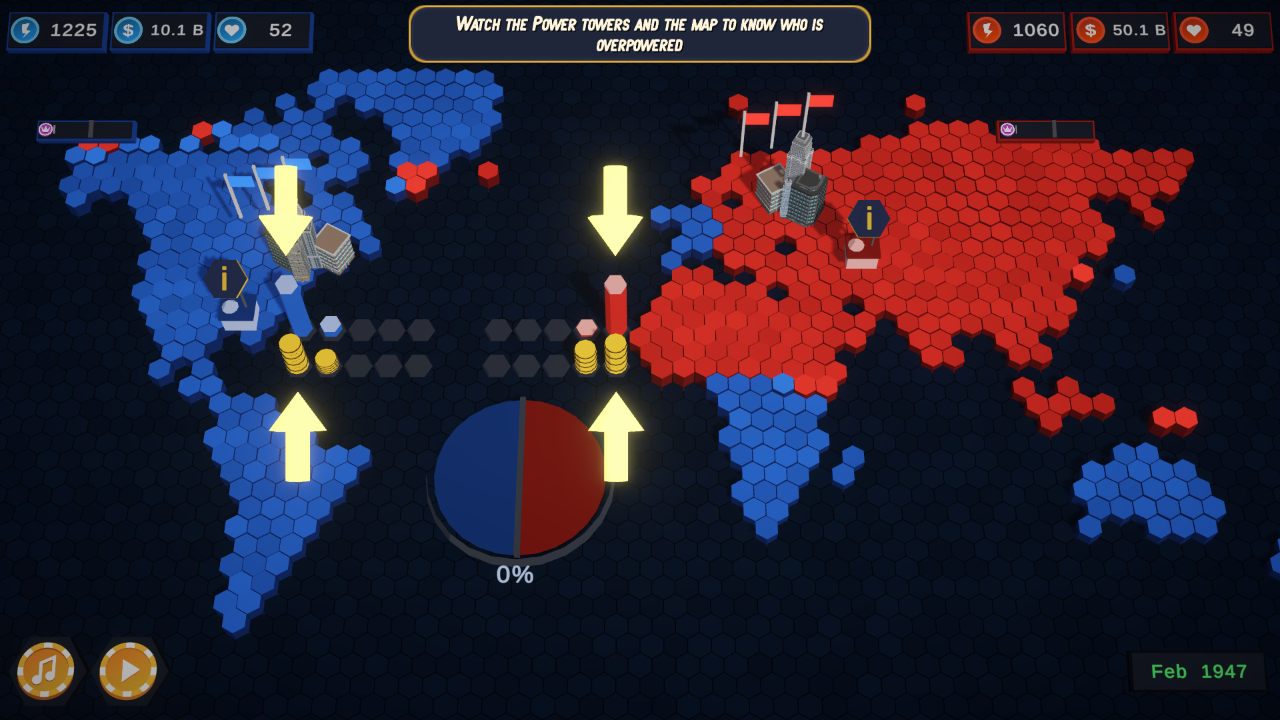 1225 $ 10.1 B 52
Watch the Power towers and the map to know who is
overpowered
1060 $ 50.1 B 49
i
i
0%
Feb 1947